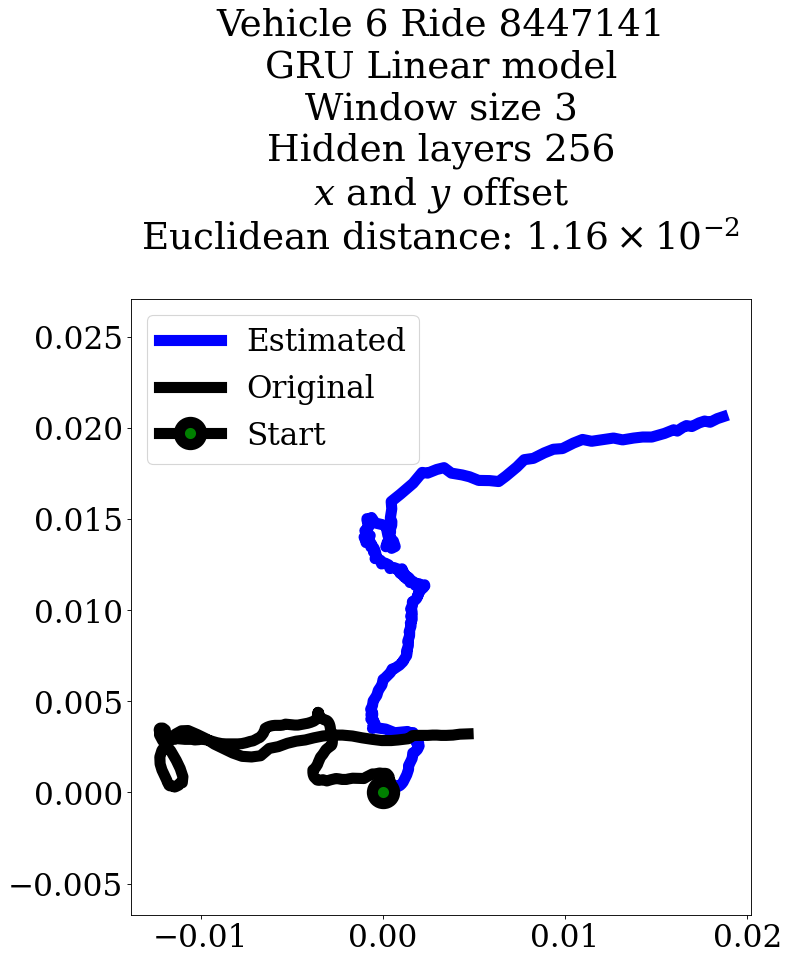 Vehicle 6 Ride 8447141
GRU Linear model
Window size 3
Hidden layers 256
x and y offset
Euclidean distance: 1.16 × 10⁻²
Estimated
Original
Start
0.025
0.020
0.015
0.010
0.005
0.000
−0.005
−0.01
0.00
0.01
0.02